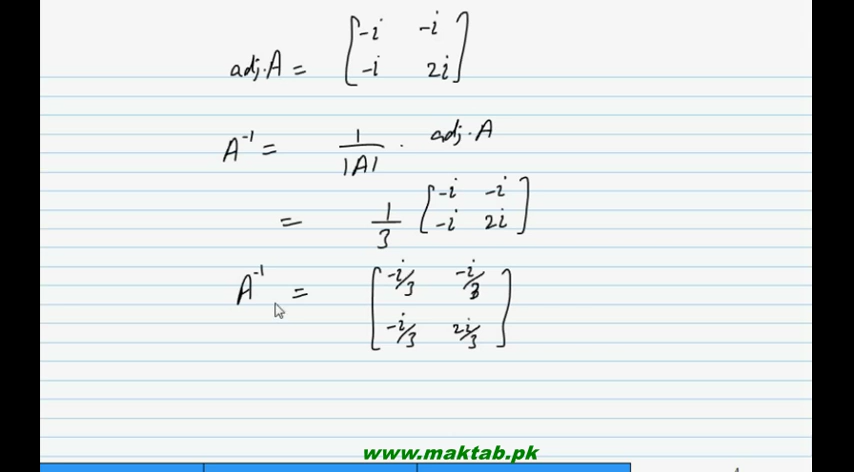 adj.A = [-i -i
-i 2i]
A⁻¹ = 1/|A| . adj.A
= 1/3 [-i -i
-i 2i]
A⁻¹ = [-i/3 -i/3
-i/3 2i/3]
www.maktab.pk